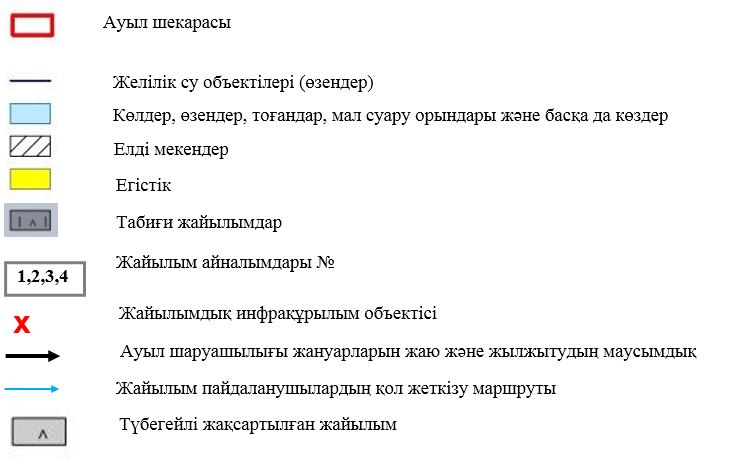 Ауыл шекарасы
Желілік су объектілері (өзендер)
Көлдер, өзендер, тоғандар, мал суару орындары және басқа да көздер
Елді мекендер
Егістік
Табиғи жайылымдар
1,2,3,4 Жайылым айналымдары №
X Жайылымдық инфрақұрылым объектісі
Ауыл шаруашылығы жануарларын жаю және жылжытудың маусымдық
Жайылым пайдаланушылардың қол жеткізу маршруты
Түбегейлі жақсартылған жайылым